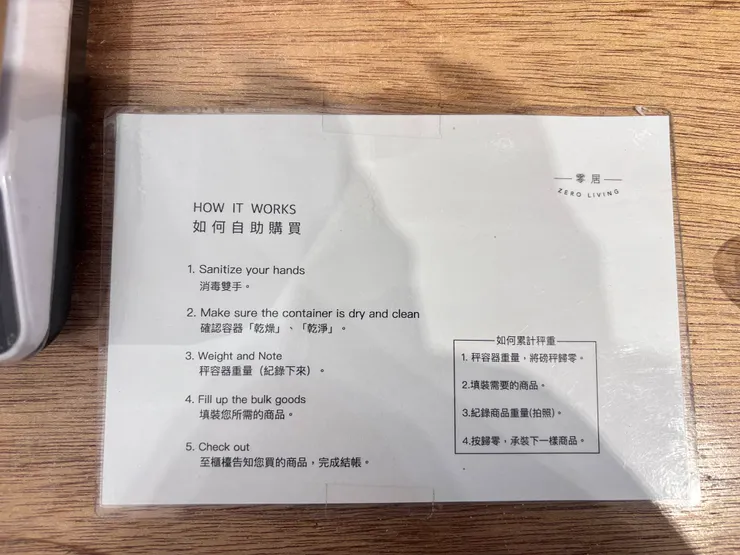 零居
ZERO LIVING
HOW IT WORKS
如何自助購買
1. Sanitize your hands
消毒雙手。
2. Make sure the container is dry and clean
確認容器「乾燥」、「乾淨」。
3. Weight and Note
秤容器重量（紀錄下來）。
4. Fill up the bulk goods
填裝您所需的商品。
5. Check out
至櫃檯告知您買的商品，完成結帳。
如何累計秤重
1. 秤容器重量，將磅秤歸零。
2.填裝需要的商品。
3.紀錄商品重量(拍照)。
4.按歸零，承裝下一樣商品。